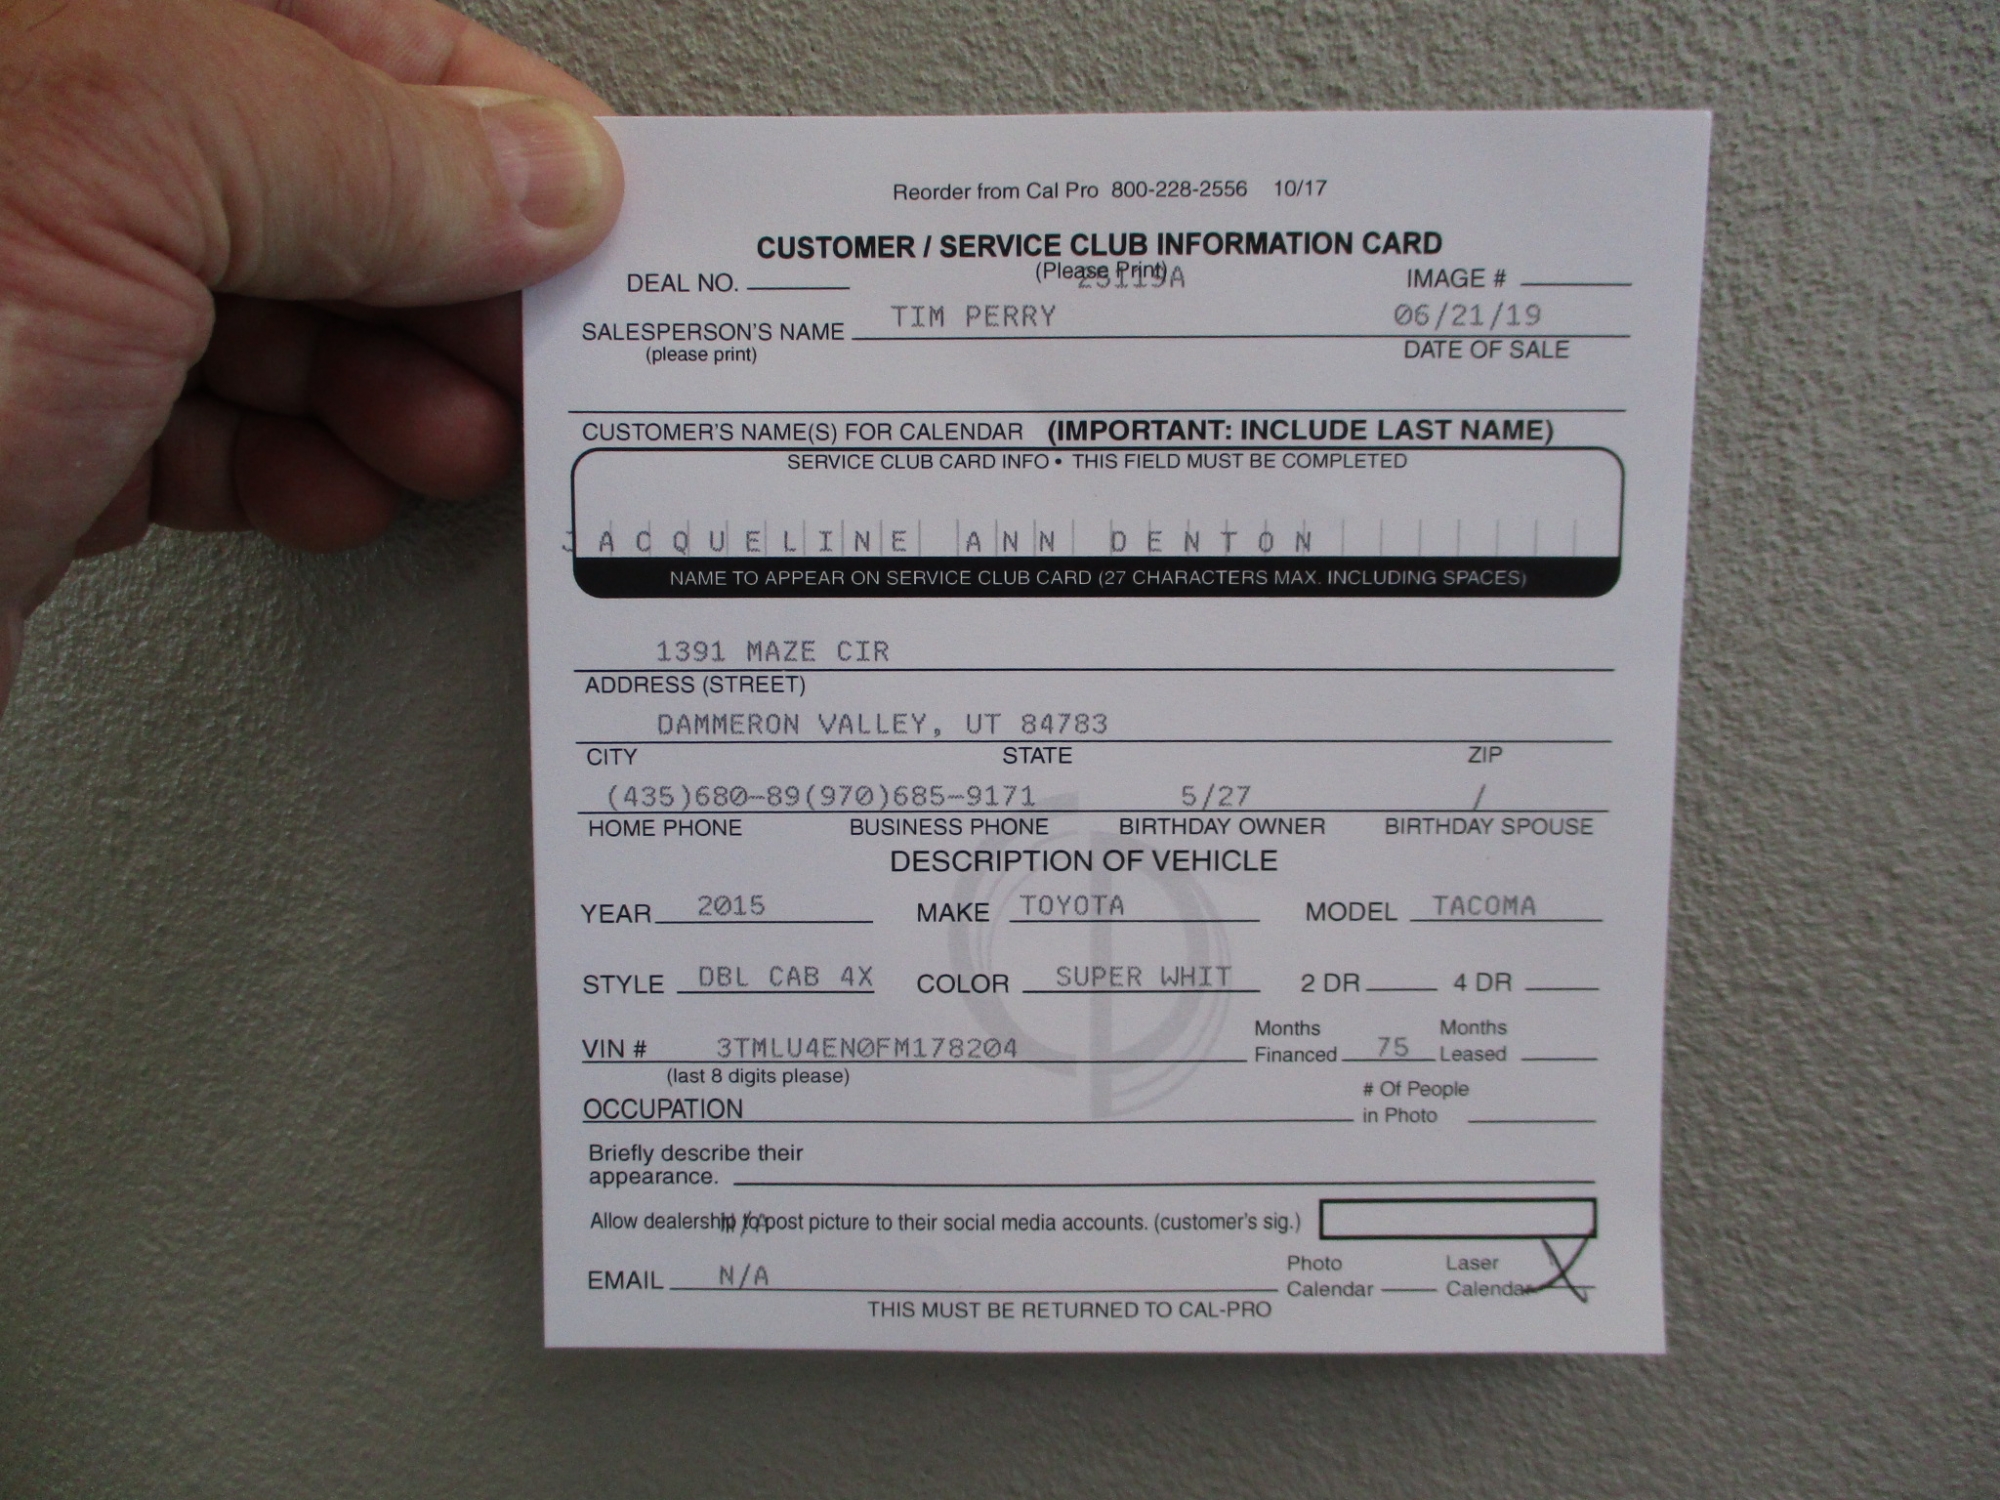 Reorder from Cal Pro 800-228-2556 10/17
CUSTOMER / SERVICE CLUB INFORMATION CARD
(Please Print)
DEAL NO. 25119A IMAGE #
SALESPERSON'S NAME TIM PERRY 06/21/19
(please print) DATE OF SALE
CUSTOMER'S NAME(S) FOR CALENDAR (IMPORTANT: INCLUDE LAST NAME)
SERVICE CLUB CARD INFO • THIS FIELD MUST BE COMPLETED
JACQUELINE ANN DENTON
NAME TO APPEAR ON SERVICE CLUB CARD (27 CHARACTERS MAX. INCLUDING SPACES)
1391 MAZE CIR
ADDRESS (STREET)
DAMMERON VALLEY, UT 84783
CITY STATE ZIP
(435)680-89(970)685-9171 5/27 /
HOME PHONE BUSINESS PHONE BIRTHDAY OWNER BIRTHDAY SPOUSE
DESCRIPTION OF VEHICLE
YEAR 2015 MAKE TOYOTA MODEL TACOMA
STYLE DBL CAB 4X COLOR SUPER WHIT 2 DR 4 DR
VIN # 3TMLU4EN0FM178204 Months Financed 75 Months Leased
(last 8 digits please)
OCCUPATION # Of People in Photo
Briefly describe their
appearance.
N/A
Allow dealership to post picture to their social media accounts. (customer's sig.)
EMAIL N/A Photo Calendar Laser Calendar X
THIS MUST BE RETURNED TO CAL-PRO